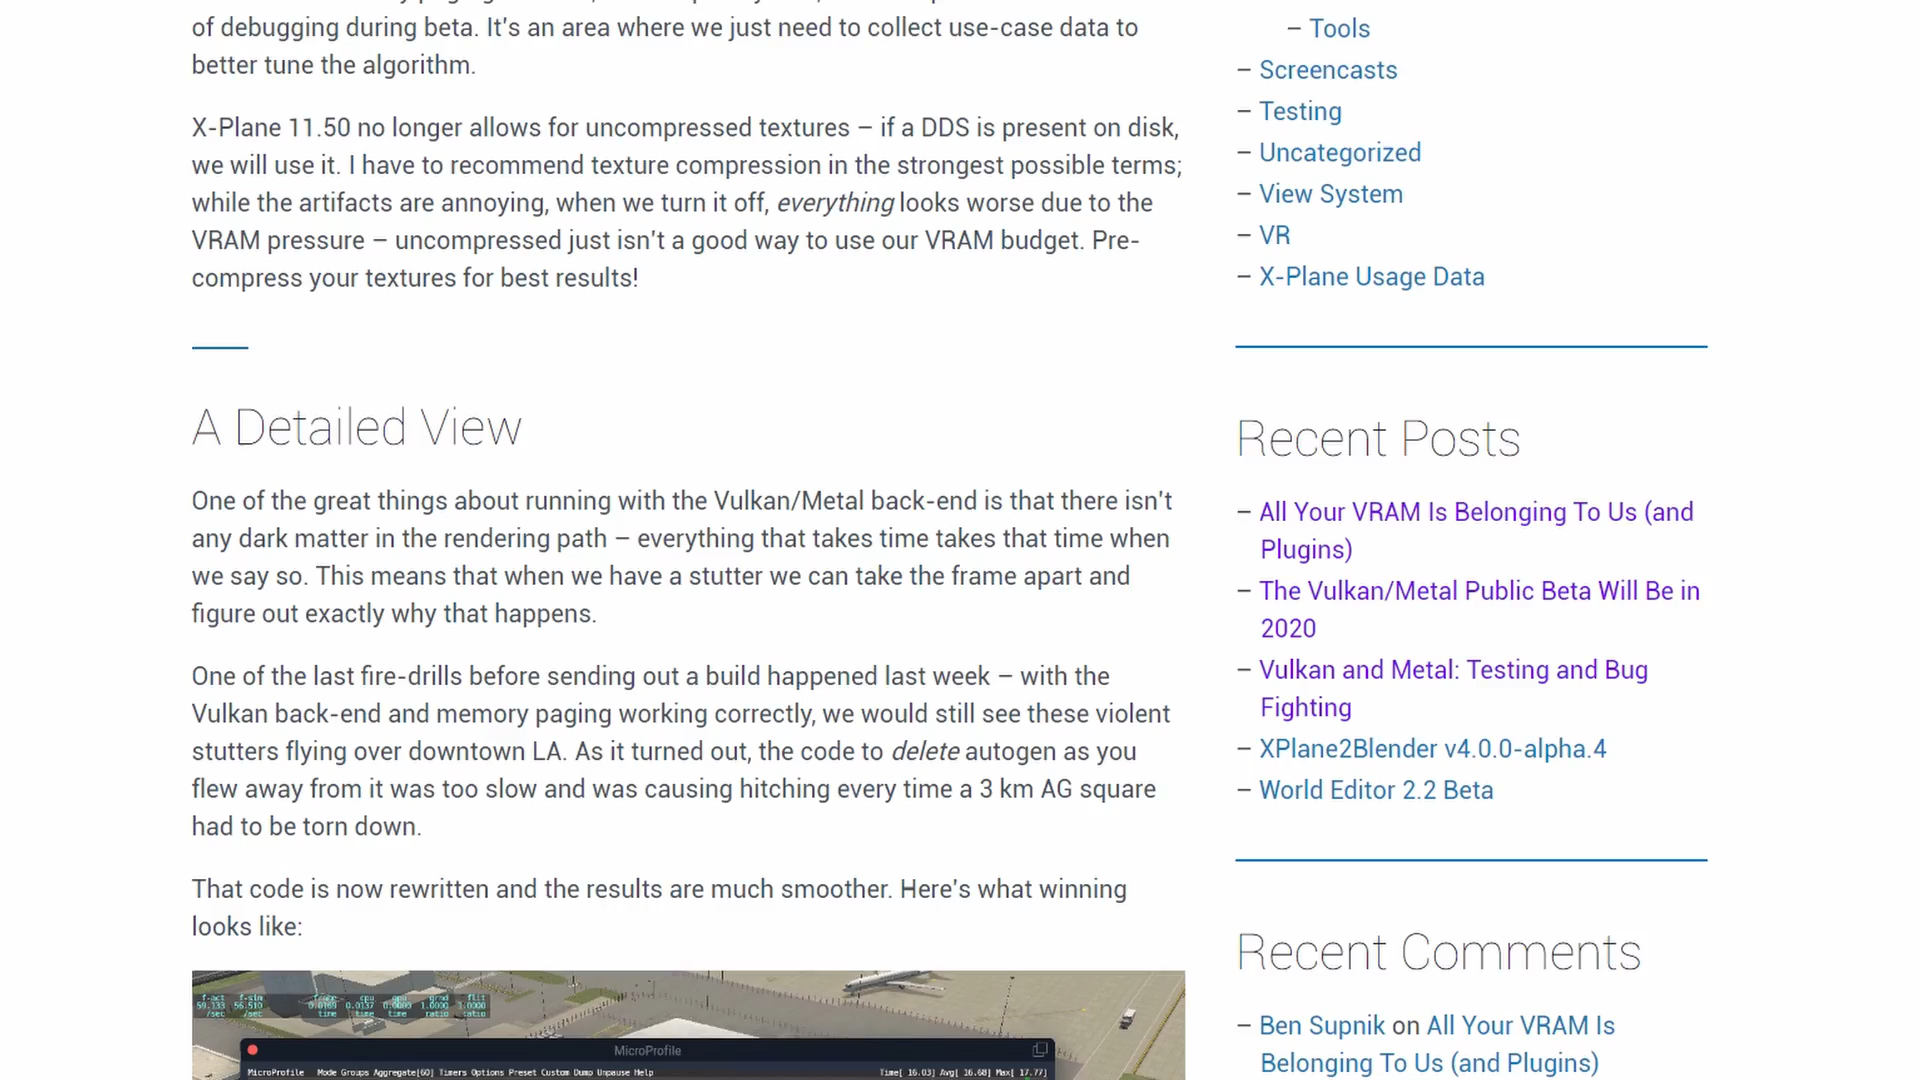 of debugging during beta. It's an area where we just need to collect use-case data to
better tune the algorithm.
X-Plane 11.50 no longer allows for uncompressed textures – if a DDS is present on disk,
we will use it. I have to recommend texture compression in the strongest possible terms;
while the artifacts are annoying, when we turn it off, everything looks worse due to the
VRAM pressure – uncompressed just isn't a good way to use our VRAM budget. Pre-
compress your textures for best results!
A Detailed View
One of the great things about running with the Vulkan/Metal back-end is that there isn't
any dark matter in the rendering path – everything that takes time takes that time when
we say so. This means that when we have a stutter we can take the frame apart and
figure out exactly why that happens.
One of the last fire-drills before sending out a build happened last week – with the
Vulkan back-end and memory paging working correctly, we would still see these violent
stutters flying over downtown LA. As it turned out, the code to delete autogen as you
flew away from it was too slow and was causing hitching every time a 3 km AG square
had to be torn down.
That code is now rewritten and the results are much smoother. Here's what winning
looks like:
f-act f-sim frame cpu gpu grnd flit
/sec /sec time time time ratio ratio
MicroProfile
MicroProfile Mode Groups Aggregate[60] Timers Options Preset Custom Dump Unpause Help Time[ 16.03] Avg[ 16.68] Max[ 17.77]
– Tools
– Screencasts
– Testing
– Uncategorized
– View System
– VR
– X-Plane Usage Data
Recent Posts
– All Your VRAM Is Belonging To Us (and
Plugins)
– The Vulkan/Metal Public Beta Will Be in
2020
– Vulkan and Metal: Testing and Bug
Fighting
– XPlane2Blender v4.0.0-alpha.4
– World Editor 2.2 Beta
Recent Comments
– Ben Supnik on All Your VRAM Is
Belonging To Us (and Plugins)